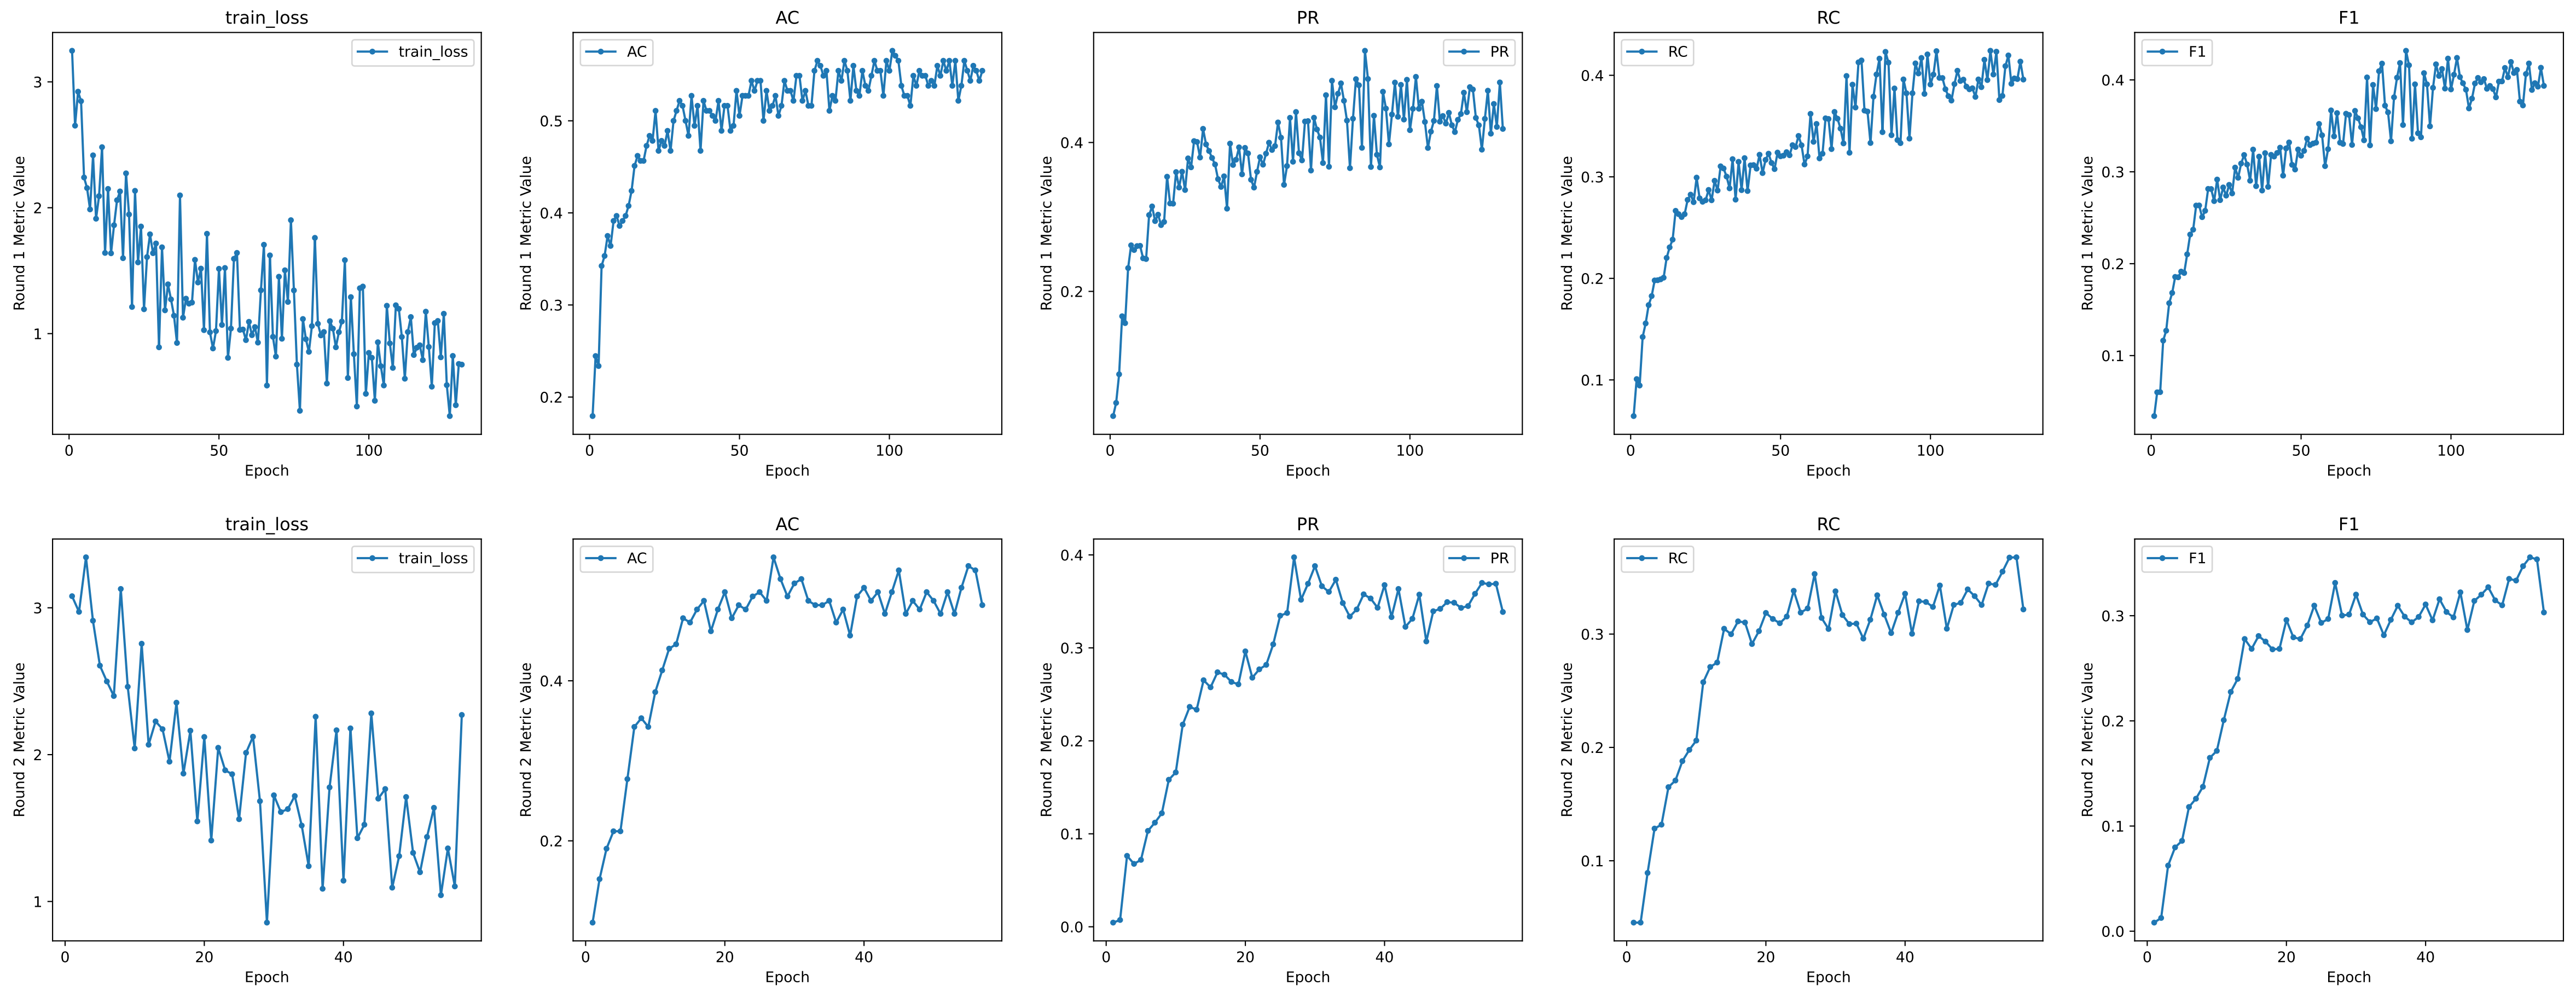 train_loss
train_loss
Round 1 Metric Value
3
2
1
0
50
100
Epoch
AC
AC
Round 1 Metric Value
0.5
0.4
0.3
0.2
0
50
100
Epoch
PR
PR
Round 1 Metric Value
0.4
0.2
0
50
100
Epoch
RC
RC
Round 1 Metric Value
0.4
0.3
0.2
0.1
0
50
100
Epoch
F1
F1
Round 1 Metric Value
0.4
0.3
0.2
0.1
0
50
100
Epoch
train_loss
train_loss
Round 2 Metric Value
3
2
1
0
20
40
Epoch
AC
AC
Round 2 Metric Value
0.4
0.2
0
20
40
Epoch
PR
PR
Round 2 Metric Value
0.4
0.3
0.2
0.1
0.0
0
20
40
Epoch
RC
RC
Round 2 Metric Value
0.3
0.2
0.1
0
20
40
Epoch
F1
F1
Round 2 Metric Value
0.3
0.2
0.1
0.0
0
20
40
Epoch